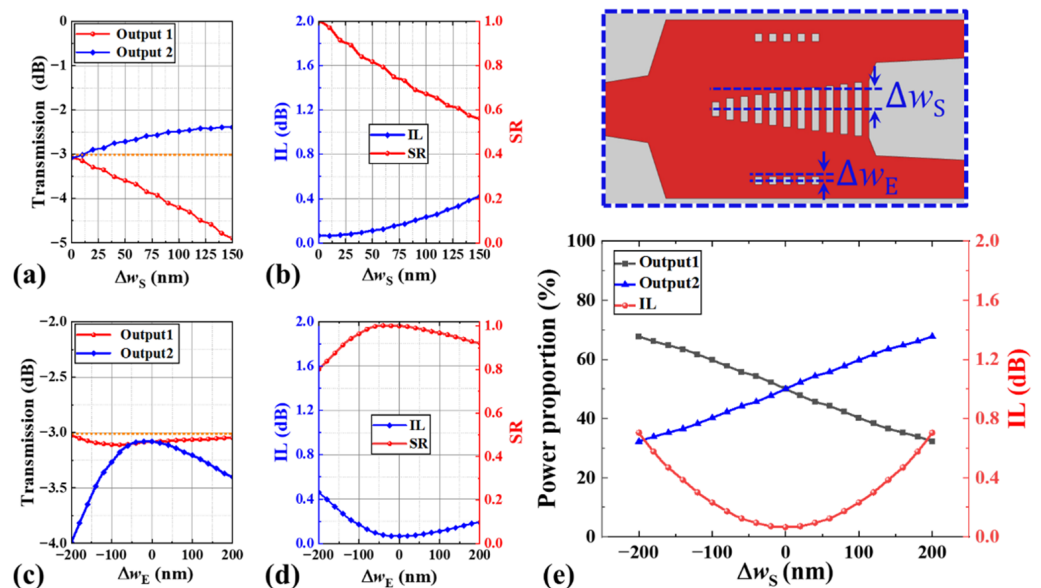 Transmission (dB)
0
−1
−2
−3
−4
−5
Output 1
Output 2
0 25 50 75 100 125 150
(a)
Δw_S (nm)
IL (dB)
2.0
1.6
1.2
0.8
0.4
0.0
IL
SR
1.0
0.8
0.6
0.4
0.2
0.0
SR
0 25 50 75 100 125 150
(b)
Δw_S (nm)
Δw_S
Δw_E
Transmission (dB)
−2.0
−2.5
−3.0
−3.5
−4.0
Output1
Output2
−200 −100 0 100 200
(c)
Δw_E (nm)
IL (dB)
2.0
1.6
1.2
0.8
0.4
0.0
IL
SR
1.0
0.8
0.6
0.4
0.2
0.0
SR
−200 −100 0 100 200
(d)
Δw_E (nm)
Power proportion (%)
100
80
60
40
20
0
Output1
Output2
IL
2.0
1.6
1.2
0.8
0.4
0.0
IL (dB)
−200 −100 0 100 200
(e)
Δw_S (nm)